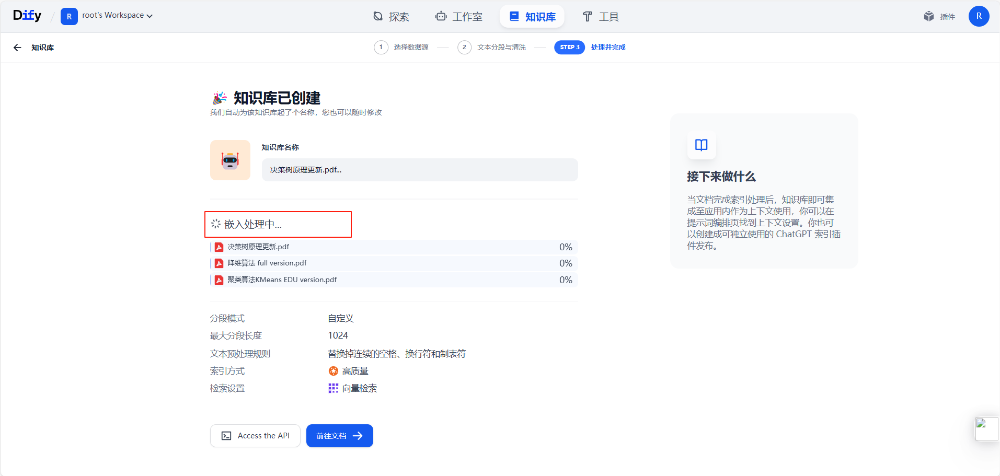 Dify / R root's Workspace 探索 工作室 知识库 工具 插件 R
知识库 1 选择数据源 2 文本分段与清洗 STEP 3 处理并完成
知识库已创建
我们自动为该知识库起了个名称，您也可以随时修改
知识库名称
决策树原理更新.pdf...
嵌入处理中...
决策树原理更新.pdf 0%
降维算法 full version.pdf 0%
聚类算法KMeans EDU version.pdf 0%
分段模式 自定义
最大分段长度 1024
文本预处理规则 替换掉连续的空格、换行符和制表符
索引方式 高质量
检索设置 向量检索
Access the API 前往文档
接下来做什么
当文档完成索引处理后，知识库即可集
成至应用内作为上下文使用，你可以在
提示词编排页找到上下文设置。你也可
以创建成可独立使用的 ChatGPT 索引插
件发布。